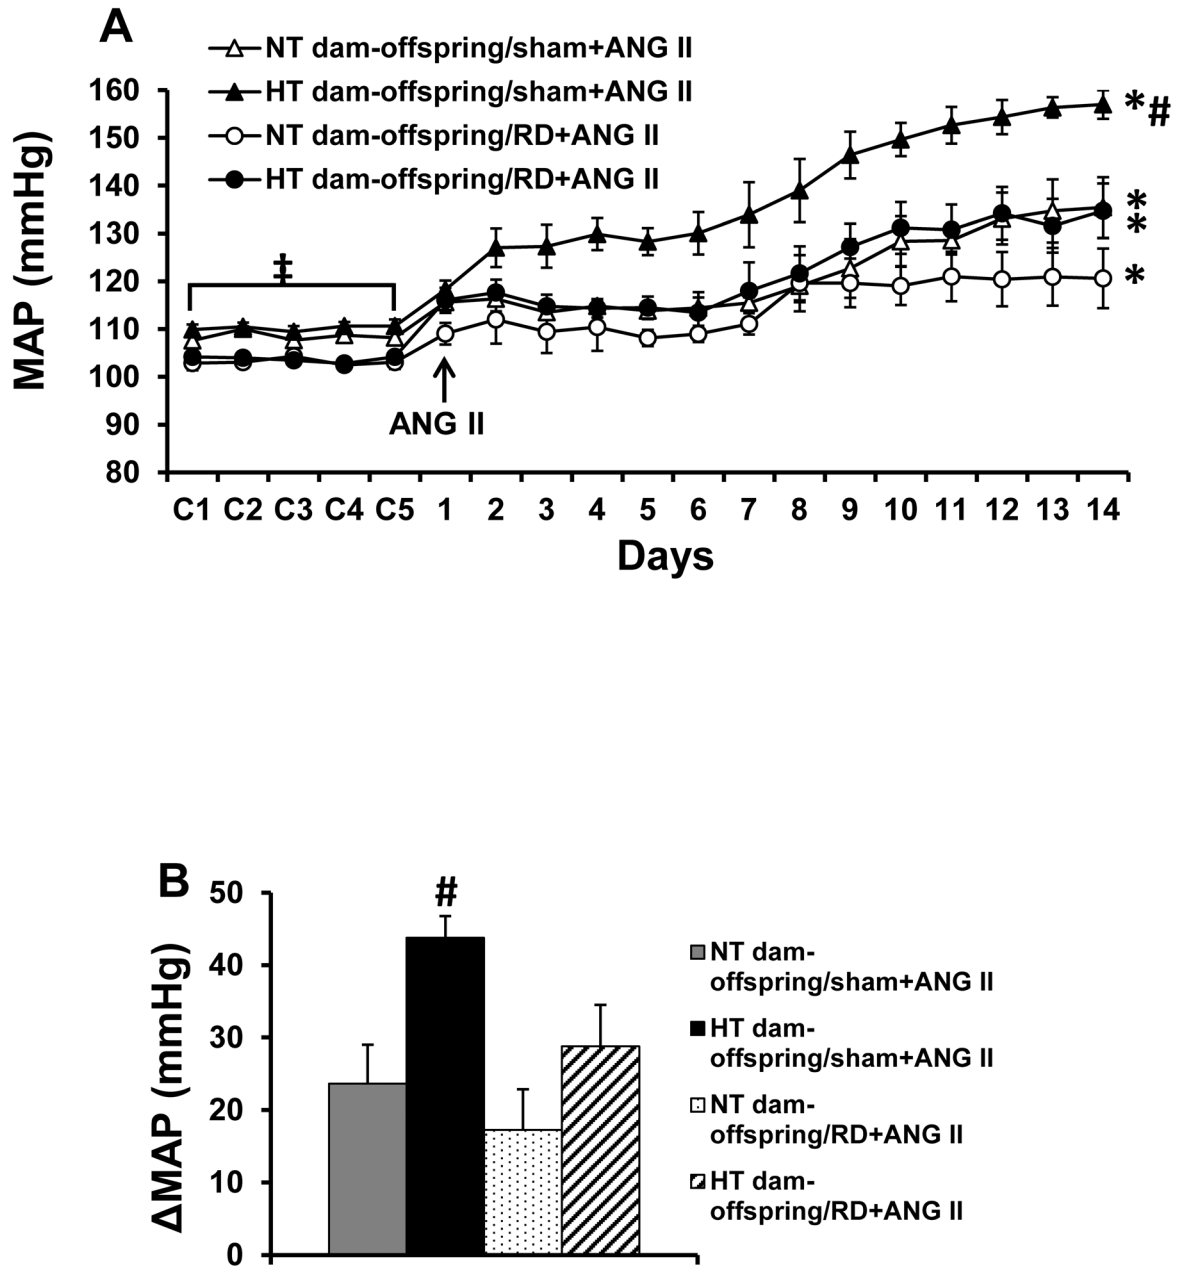 A
NT dam-offspring/sham+ANG II
HT dam-offspring/sham+ANG II
NT dam-offspring/RD+ANG II
HT dam-offspring/RD+ANG II
MAP (mmHg)
160
150
140
130
120
110
100
90
80
‡
ANG II
*#
*
*
*
C1 C2 C3 C4 C5 1 2 3 4 5 6 7 8 9 10 11 12 13 14
Days
B
ΔMAP (mmHg)
50
40
30
20
10
0
#
NT dam-
offspring/sham+ANG II
HT dam-
offspring/sham+ANG II
NT dam-
offspring/RD+ANG II
HT dam-
offspring/RD+ANG II